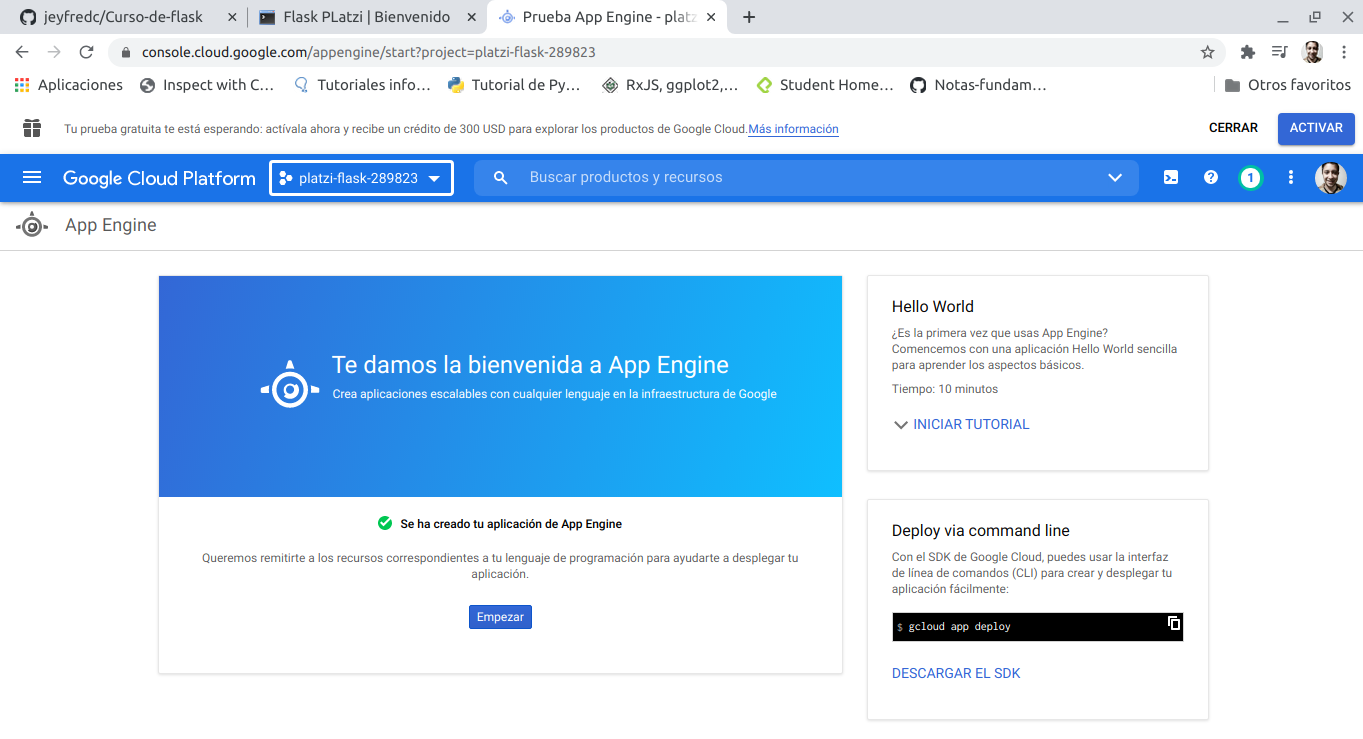 jeyfredc/Curso-de-flask
Flask PLatzi | Bienvenido
Prueba App Engine - platz
console.cloud.google.com/appengine/start?project=platzi-flask-289823
Aplicaciones
Inspect with C...
Tutoriales info...
Tutorial de Py...
RxJS, ggplot2,...
Student Home...
Notas-fundam...
Otros favoritos
Tu prueba gratuita te está esperando: actívala ahora y recibe un crédito de 300 USD para explorar los productos de Google Cloud.Más información
CERRAR
ACTIVAR
Google Cloud Platform
platzi-flask-289823
Buscar productos y recursos
1
App Engine
Te damos la bienvenida a App Engine
Crea aplicaciones escalables con cualquier lenguaje en la infraestructura de Google
Se ha creado tu aplicación de App Engine
Queremos remitirte a los recursos correspondientes a tu lenguaje de programación para ayudarte a desplegar tu
aplicación.
Empezar
Hello World
¿Es la primera vez que usas App Engine?
Comencemos con una aplicación Hello World sencilla
para aprender los aspectos básicos.
Tiempo: 10 minutos
INICIAR TUTORIAL
Deploy via command line
Con el SDK de Google Cloud, puedes usar la interfaz
de línea de comandos (CLI) para crear y desplegar tu
aplicación fácilmente:
$ gcloud app deploy
DESCARGAR EL SDK